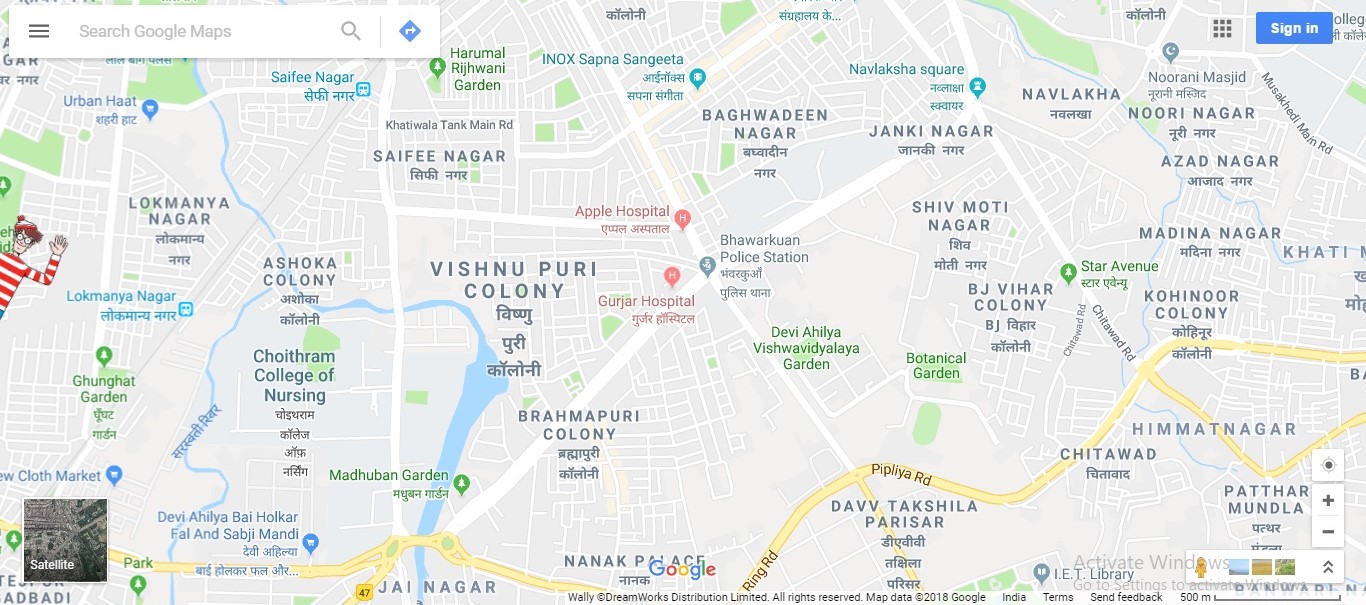 Search Google Maps
Sign in
कॉलोनी
संग्रहालय के...
कॉलोनी
लाल बाग पैलेस
Harumal
Rijhwani
Garden
INOX Sapna Sangeeta
आईनॉक्स
सपना संगीता
Navlaksha square
नवलाक्षा
स्क्वायर
Noorani Masjid
नूरानी मस्जिद
Musakhedi Main Rd
Saifee Nagar
सेफी नगर
Urban Haat
शहरी हाट
Khatiwala Tank Main Rd
BAGHWADEEN
NAGAR
बघ्वादीन
नगर
JANKI NAGAR
जानकी नगर
NAVLAKHA
नवलखा
NOORI NAGAR
नूरी नगर
SAIFEE NAGAR
सिफी नगर
AZAD NAGAR
आजाद नगर
LOKMANYA
NAGAR
लोकमान्य
नगर
Apple Hospital
एप्पल अस्पताल
SHIV MOTI
NAGAR
शिव
मोती नगर
MADINA NAGAR
मदिना नगर
KHATI
Bhawarkuan
Police Station
भंवरकुआँ
पुलिस थाना
ASHOKA
COLONY
अशोका
कॉलोनी
VISHNU PURI
COLONY
विष्णु
पुरी
कॉलोनी
Gurjar Hospital
गुर्जर हॉस्पिटल
Star Avenue
स्टार एवेन्यू
BJ VIHAR
COLONY
BJ विहार
कॉलोनी
KOHINOOR
COLONY
कोहिनूर
कॉलोनी
Lokmanya Nagar
लोकमान्य नगर
Chitawad Rd
Chitawad Rd
Devi Ahilya
Vishwavidyalaya
Garden
Botanical
Garden
Choithram
College of
Nursing
चोइथराम
कॉलेज
ऑफ़
नर्सिंग
Ghunghat
Garden
घूँघट
गार्डन
सरस्वती रिवर
BRAHMAPURI
COLONY
ब्रह्मापुरी
कॉलोनी
HIMMATNAGAR
CHITAWAD
चितावाद
ew Cloth Market
Madhuban Garden
मधुबन गार्डन
Pipliya Rd
PATTHAR
MUNDLA
पत्थर
मुंडला
DAVV TAKSHILA
PARISAR
डीएवीवी
तक्षिला
परिसर
Devi Ahilya Bai Holkar
Fal And Sabji Mandi
देवी अहिल्या
बाई होलकर फल और...
Satellite
Park
NANAK PALACE
नानक
Google
Ring Rd
47
JAI NAGAR
I.E.T. Library
Activate Windows
Go to Settings to activate Windows.
Wally ©DreamWorks Distribution Limited. All rights reserved. Map data ©2018 Google India Terms Send feedback 500 m